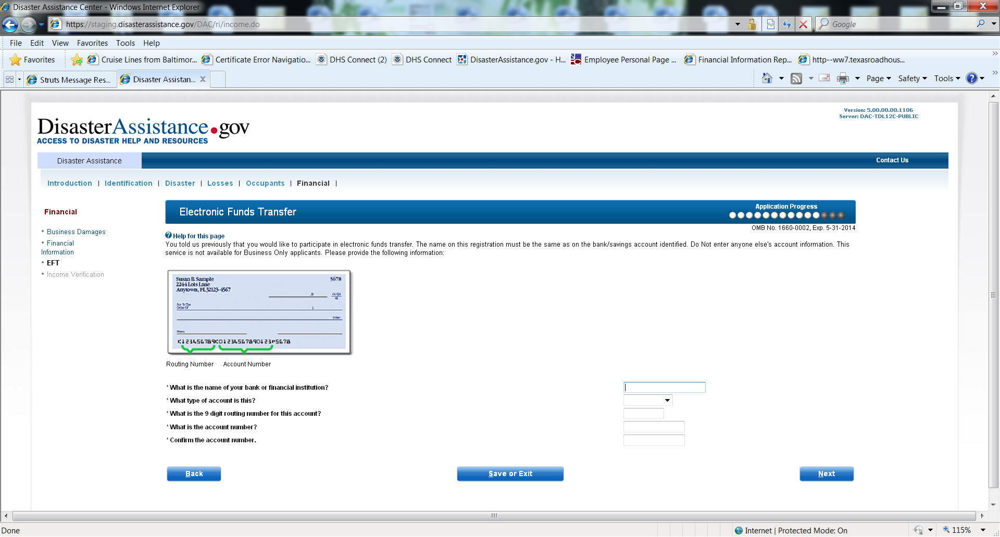 Disaster Assistance Center - Windows Internet Explorer
https://staging.disasterassistance.gov/DAC/ri/income.do
Google
File Edit View Favorites Tools Help
Favorites
Cruise Lines from Baltimor...
Certificate Error Navigatio...
DHS Connect (2)
DHS Connect
DisasterAssistance.gov - H...
Employee Personal Page ...
Financial Information Rep...
http--ww7.texasroadhous...
Struts Message Res...
Disaster Assistan...
Page Safety Tools
Version: 5.00.00.00.1106
Server: DAC-TDL12C-PUBLIC
DisasterAssistance.gov
ACCESS TO DISASTER HELP AND RESOURCES
Disaster Assistance
Contact Us
Introduction | Identification | Disaster | Losses | Occupants | Financial |
Financial
• Business Damages
• Financial
Information
• EFT
• Income Verification
Electronic Funds Transfer
Application Progress
OMB No. 1660-0002, Exp. 5-31-2014
Help for this page
You told us previously that you would like to participate in electronic funds transfer. The name on this registration must be the same as on the bank/savings account identified. Do Not enter anyone else's account information. This
service is not available for Business Only applicants. Please provide the following information:
Susan B. Sample
2244 Lois Lane
Anytown, FL 32123-4567
5678
Pay To The
Order Of
Memo
123456789 01234567890123 5678
Routing Number Account Number
* What is the name of your bank or financial institution?
* What type of account is this?
* What is the 9 digit routing number for this account?
* What is the account number?
* Confirm the account number.
Back
Save or Exit
Next
Done
Internet | Protected Mode: On
115%